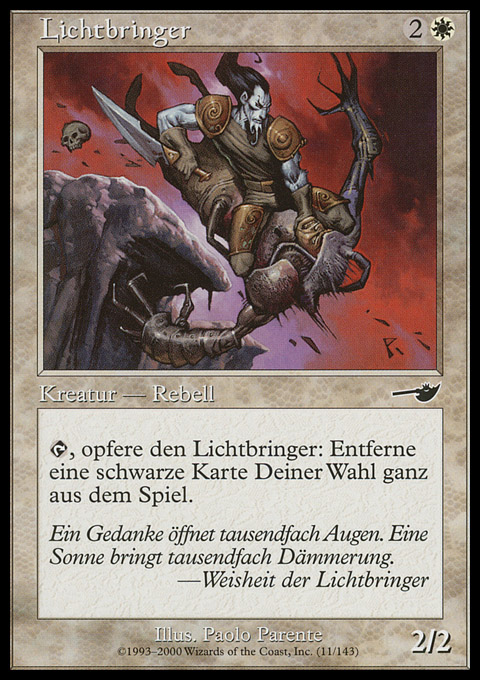 Lichtbringer 2
Kreatur — Rebell
, opfere den Lichtbringer: Entferne
eine schwarze Karte Deiner Wahl ganz
aus dem Spiel.
Ein Gedanke öffnet tausendfach Augen. Eine
Sonne bringt tausendfach Dämmerung.
—Weisheit der Lichtbringer
Illus. Paolo Parente
©1993–2000 Wizards of the Coast, Inc. (11/143)
2/2